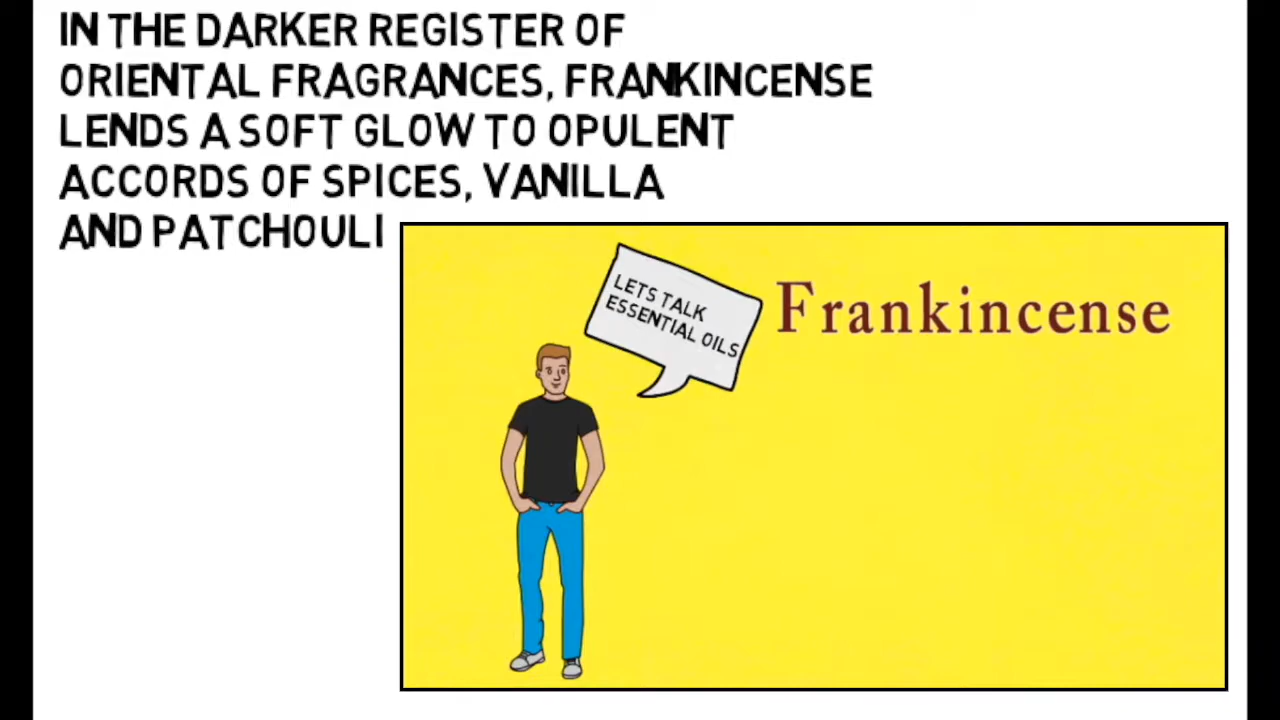 IN THE DARKER REGISTER OF
ORIENTAL FRAGRANCES, FRANKINCENSE
LENDS A SOFT GLOW TO OPULENT
ACCORDS OF SPICES, VANILLA
AND PATCHOULI
LETS TALK
ESSENTIAL OILS
Frankincense